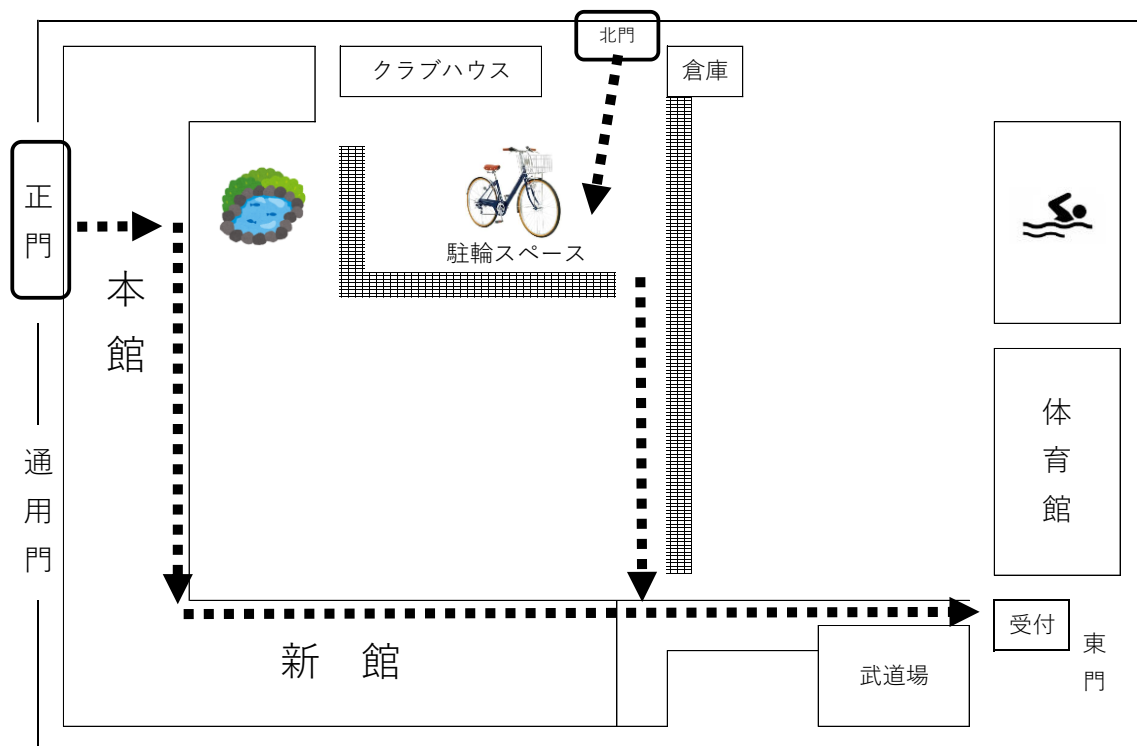 北門
クラブハウス
倉庫
正門
駐輪スペース
本館
体育館
通用門
受付
新 館
武道場
東門